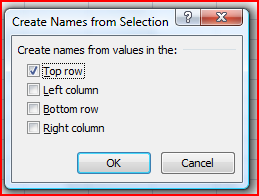 Create Names from Selection
Create names from values in the:
Top row
Left column
Bottom row
Right column
OK
Cancel